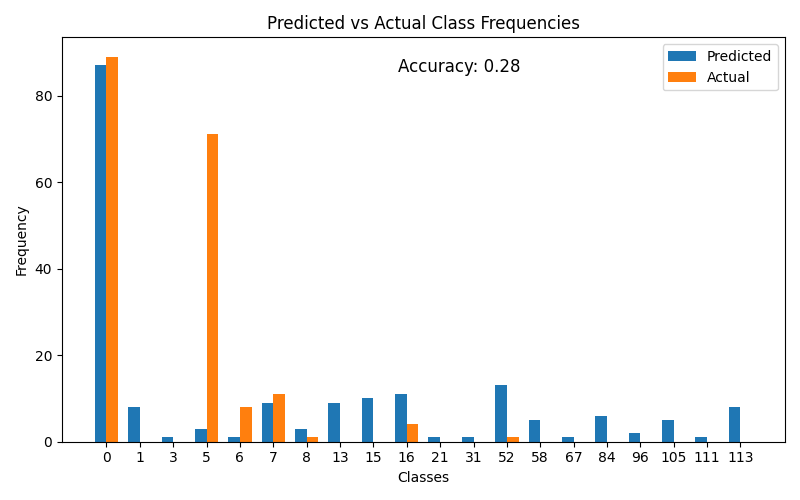 Predicted vs Actual Class Frequencies
Accuracy: 0.28
Predicted
Actual
Frequency
80
60
40
20
0
0 1 3 5 6 7 8 13 15 16 21 31 52 58 67 84 96 105 111 113
Classes